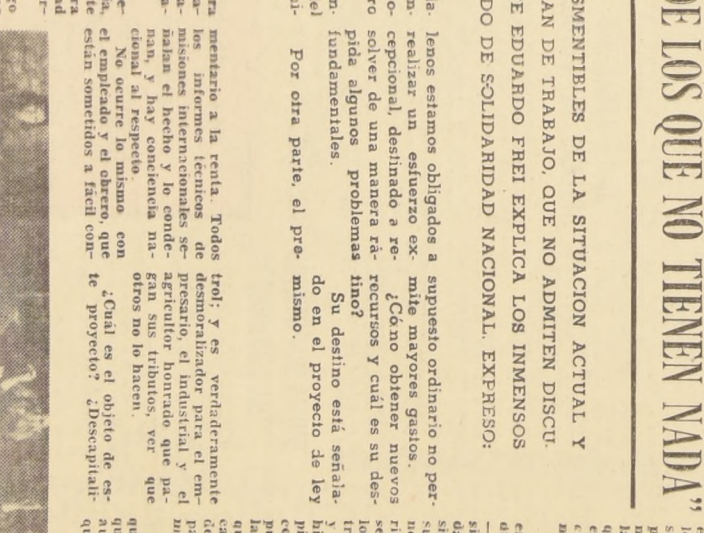 DE LOS QUE NO TIENEN NADA"
SMENTIBLES DE LA SITUACION ACTUAL Y
AN DE TRABAJO, QUE NO ADMITEN DISCU.
E EDUARDO FREI EXPLICA LOS INMENSOS
DO DE SOLIDARIDAD NACIONAL. EXPRESO:
lenos estamos obligados a
realizar un esfuerzo ex-
cepcional, destinado a re-
solver de una manera rá-
pida algunos problemas
fundamentales.
Por otra parte, el pre-
supuesto ordinario no per-
mite mayores gastos.
¿Cómo obtener nuevos
recursos y cuál es su des-
tino?
Su destino está señala-
do en el proyecto de ley
mismo.
mentario a la renta. Todos
los informes técnicos de
misiones internacionales se-
ñalan el hecho y lo conde-
nan, y hay conciencia na-
cional al respecto.
No ocurre lo mismo con
el empleado y el obrero, que
están sometidos a fácil con-
trol; y es verdaderamente
desmoralizador para el em-
presario, el industrial y el
agricultor honrado que pa-
gan sus tributos, ver que
otros no lo hacen.
¿Cuál es el objeto de es-
te proyecto? ¿Descapitali-